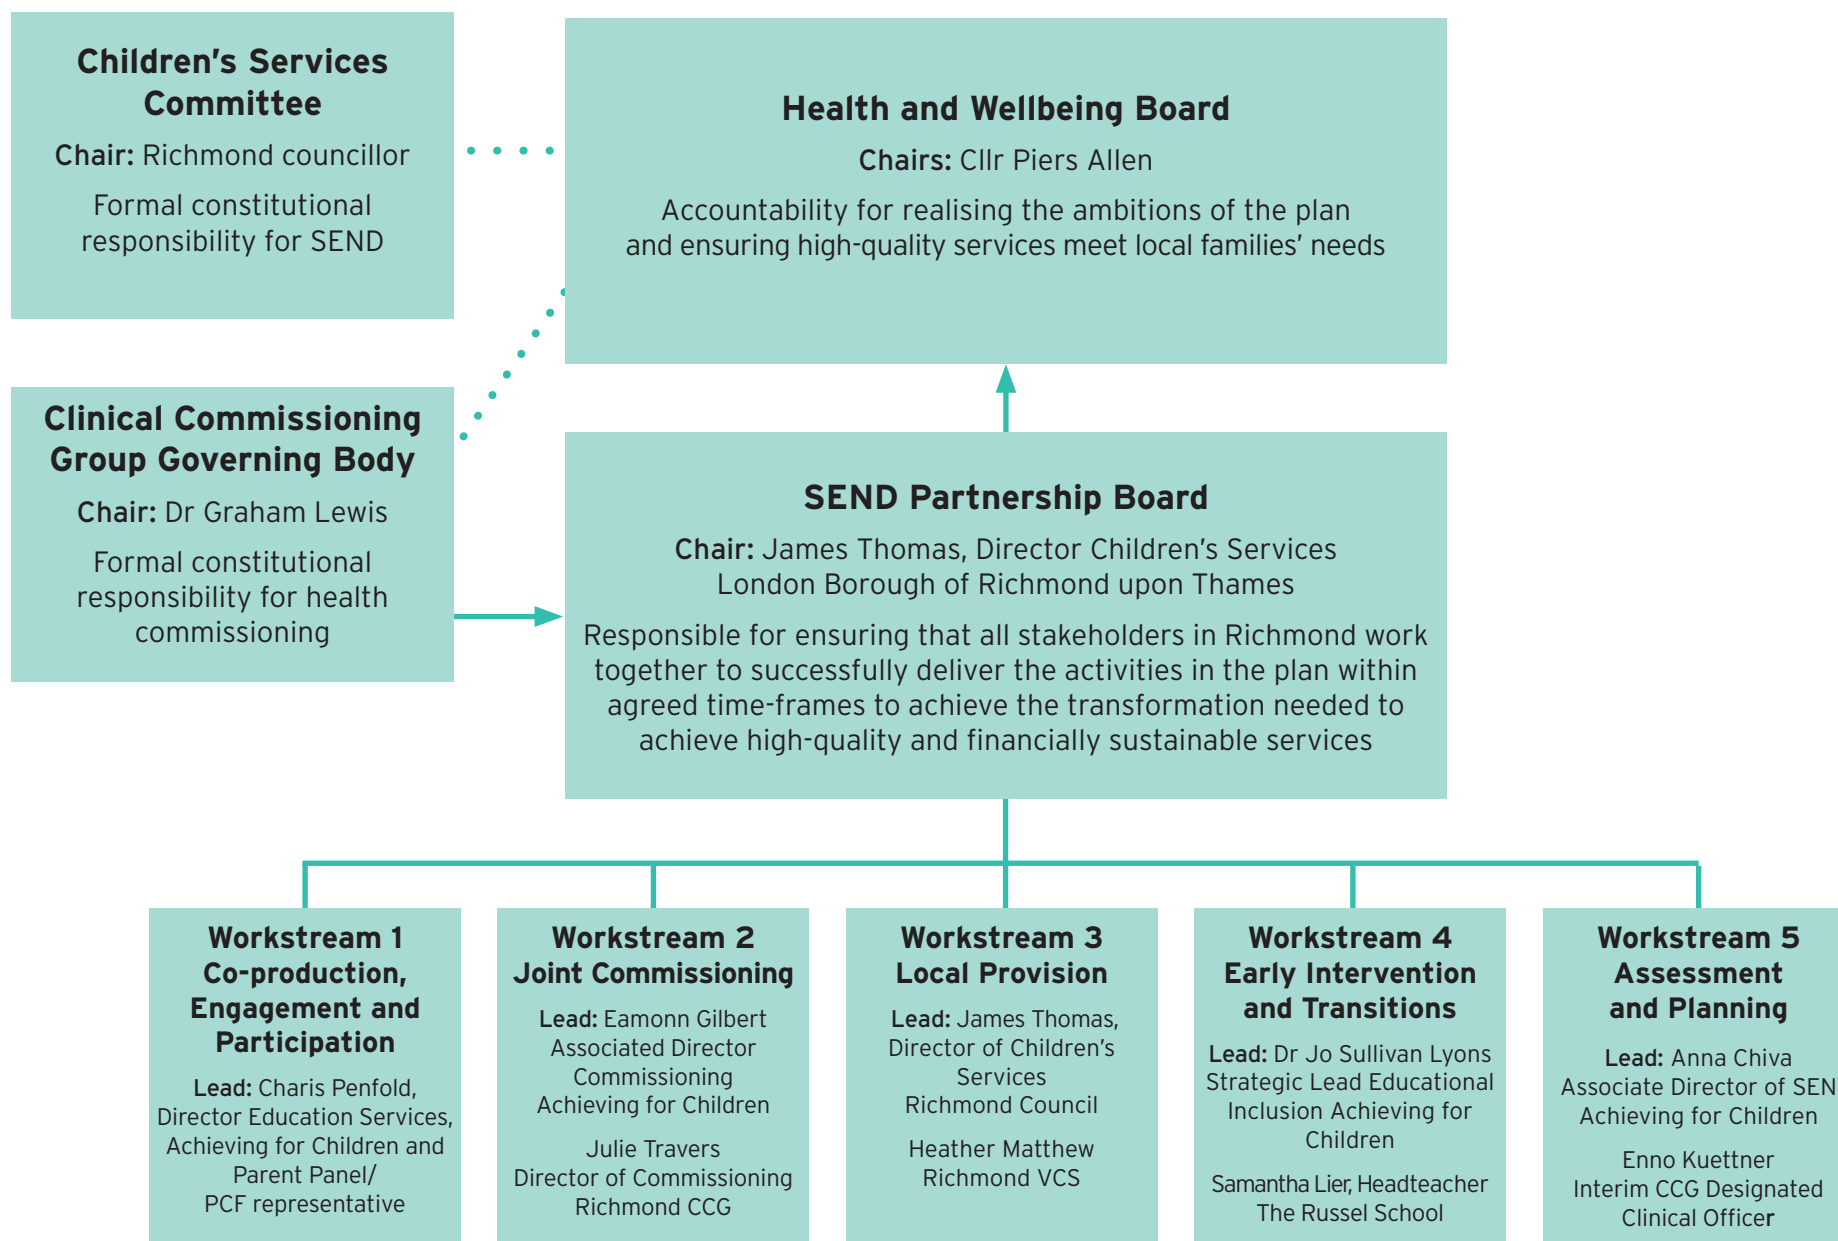 Children's Services
Committee
Chair: Richmond councillor
Formal constitutional
responsibility for SEND
Health and Wellbeing Board
Chairs: Cllr Piers Allen
Accountability for realising the ambitions of the plan
and ensuring high-quality services meet local families' needs
Clinical Commissioning
Group Governing Body
Chair: Dr Graham Lewis
Formal constitutional
responsibility for health
commissioning
SEND Partnership Board
Chair: James Thomas, Director Children's Services
London Borough of Richmond upon Thames
Responsible for ensuring that all stakeholders in Richmond work
together to successfully deliver the activities in the plan within
agreed time-frames to achieve the transformation needed to
achieve high-quality and financially sustainable services
Workstream 1
Co-production,
Engagement and
Participation
Lead: Charis Penfold,
Director Education Services,
Achieving for Children and
Parent Panel/
PCF representative
Workstream 2
Joint Commissioning
Lead: Eamonn Gilbert
Associated Director
Commissioning
Achieving for Children
Julie Travers
Director of Commissioning
Richmond CCG
Workstream 3
Local Provision
Lead: James Thomas,
Director of Children's
Services
Richmond Council
Heather Matthew
Richmond VCS
Workstream 4
Early Intervention
and Transitions
Lead: Dr Jo Sullivan Lyons
Strategic Lead Educational
Inclusion Achieving for
Children
Samantha Lier, Headteacher
The Russel School
Workstream 5
Assessment
and Planning
Lead: Anna Chiva
Associate Director of SEN
Achieving for Children
Enno Kuettner
Interim CCG Designated
Clinical Officer